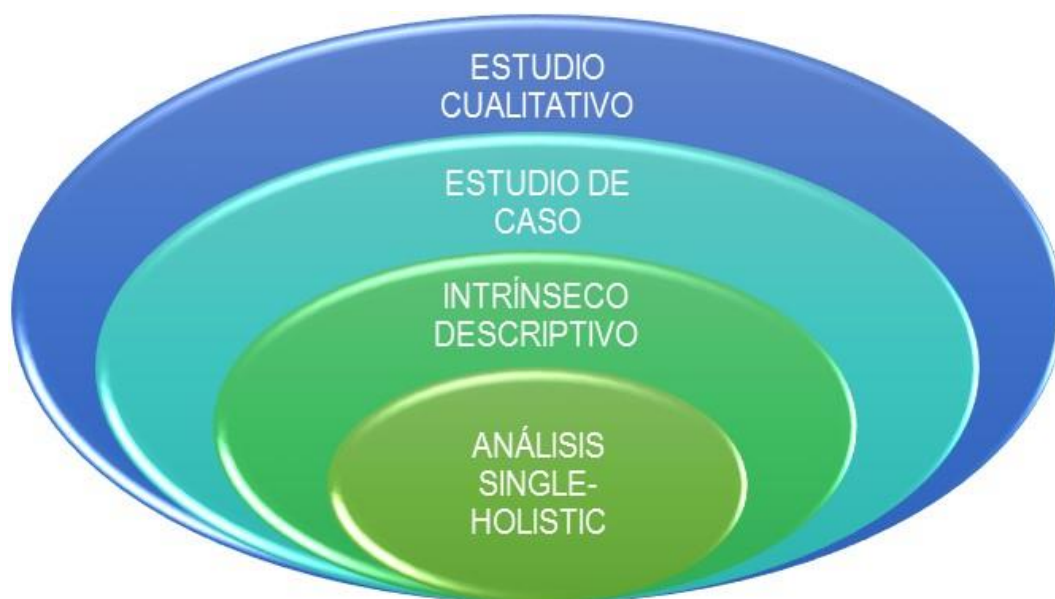 ESTUDIO
CUALITATIVO
ESTUDIO DE
CASO
INTRÍNSECO
DESCRIPTIVO
ANÁLISIS
SINGLE-
HOLISTIC